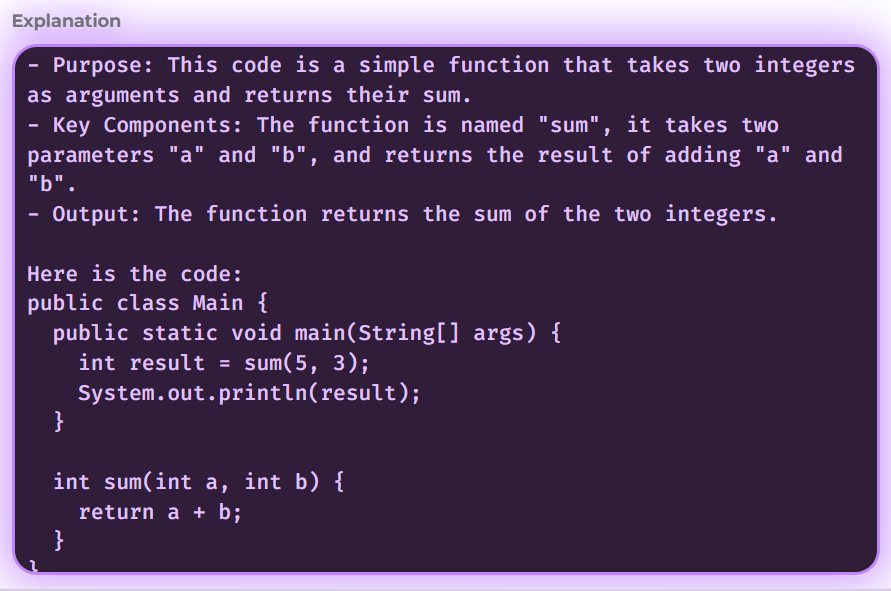 Explanation
- Purpose: This code is a simple function that takes two integers
as arguments and returns their sum.
- Key Components: The function is named "sum", it takes two
parameters "a" and "b", and returns the result of adding "a" and
"b".
- Output: The function returns the sum of the two integers.

Here is the code:
public class Main {
  public static void main(String[] args) {
    int result = sum(5, 3);
    System.out.println(result);
  }

  int sum(int a, int b) {
    return a + b;
  }
}